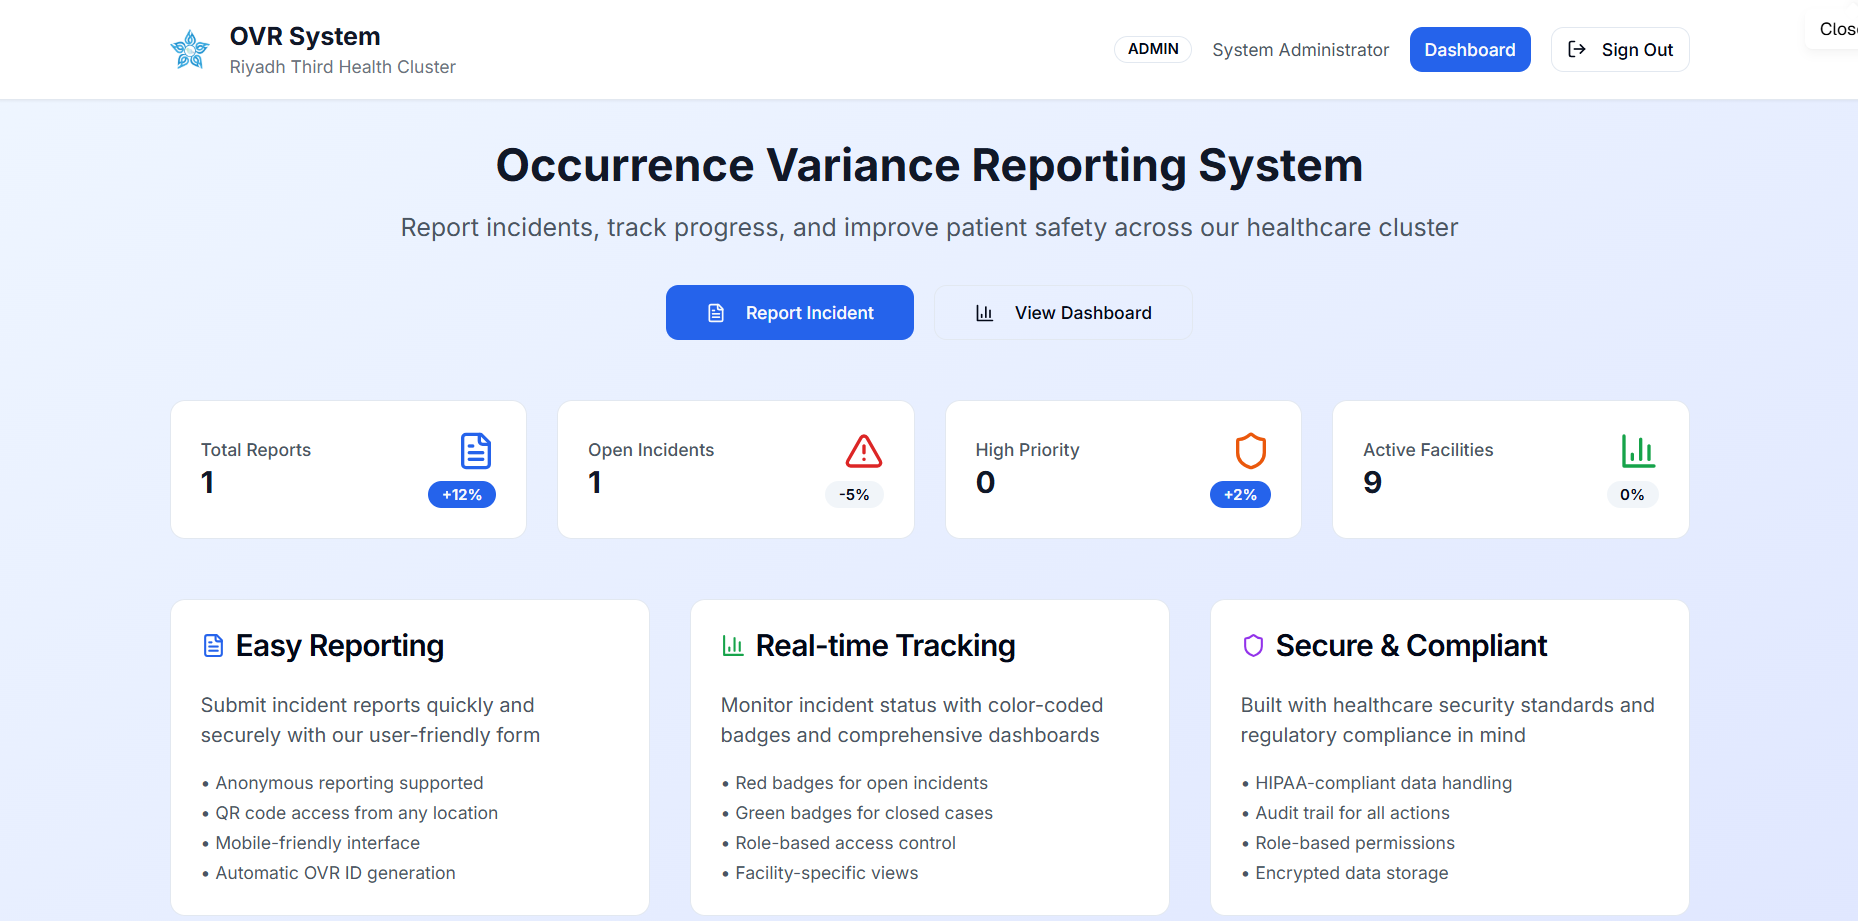 OVR System
Riyadh Third Health Cluster
ADMIN
System Administrator
Dashboard
Sign Out
Occurrence Variance Reporting System
Report incidents, track progress, and improve patient safety across our healthcare cluster
Report Incident
View Dashboard
Total Reports
1
+12%
Open Incidents
1
-5%
High Priority
0
+2%
Active Facilities
9
0%
Easy Reporting
Submit incident reports quickly and
securely with our user-friendly form
• Anonymous reporting supported
• QR code access from any location
• Mobile-friendly interface
• Automatic OVR ID generation
Real-time Tracking
Monitor incident status with color-coded
badges and comprehensive dashboards
• Red badges for open incidents
• Green badges for closed cases
• Role-based access control
• Facility-specific views
Secure & Compliant
Built with healthcare security standards and
regulatory compliance in mind
• HIPAA-compliant data handling
• Audit trail for all actions
• Role-based permissions
• Encrypted data storage